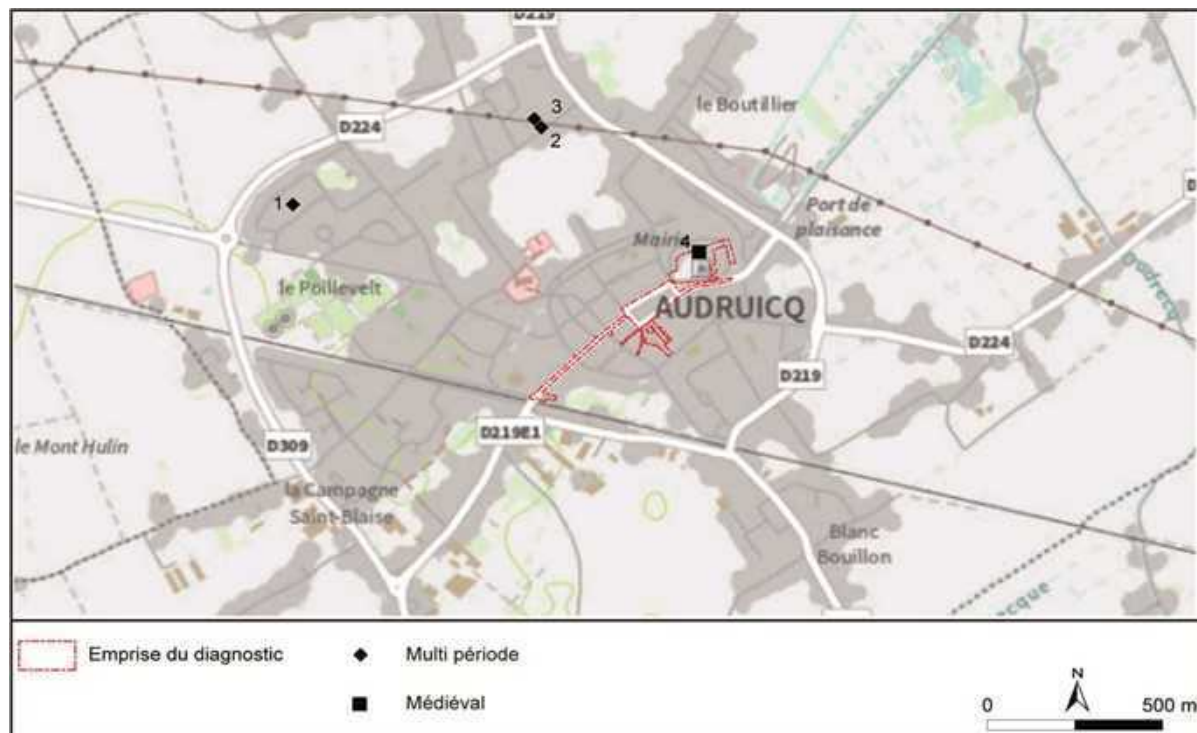 D219
le Boutillier
3
D224
2
D
1
Port de
plaisance
Mairie
4
le Poillevelt
AUDRUICQ
D224
D219
D219E1
le Mont Hulin
D309
la Campagne
Saint-Blaise
Blanc
Bouillon
Emprise du diagnostic
Multi période
Médiéval
N
0
500 m